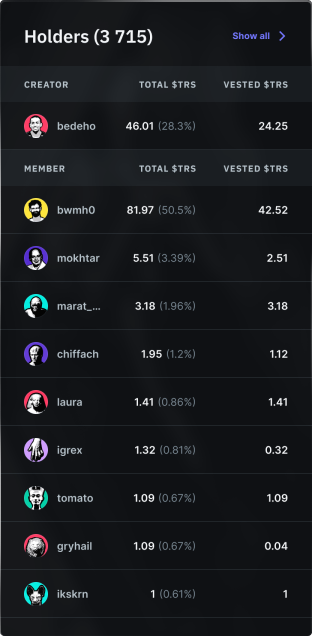 Holders (3 715) Show all
CREATOR TOTAL $TRS VESTED $TRS
bedeho 46.01 (28.3%) 24.25
MEMBER TOTAL $TRS VESTED $TRS
bwmh0 81.97 (50.5%) 42.52
mokhtar 5.51 (3.39%) 2.51
marat_... 3.18 (1.96%) 3.18
chiffach 1.95 (1.2%) 1.12
laura 1.41 (0.86%) 1.41
igrex 1.32 (0.81%) 0.32
tomato 1.09 (0.67%) 1.09
gryhail 1.09 (0.67%) 0.04
ikskrn 1 (0.61%) 1